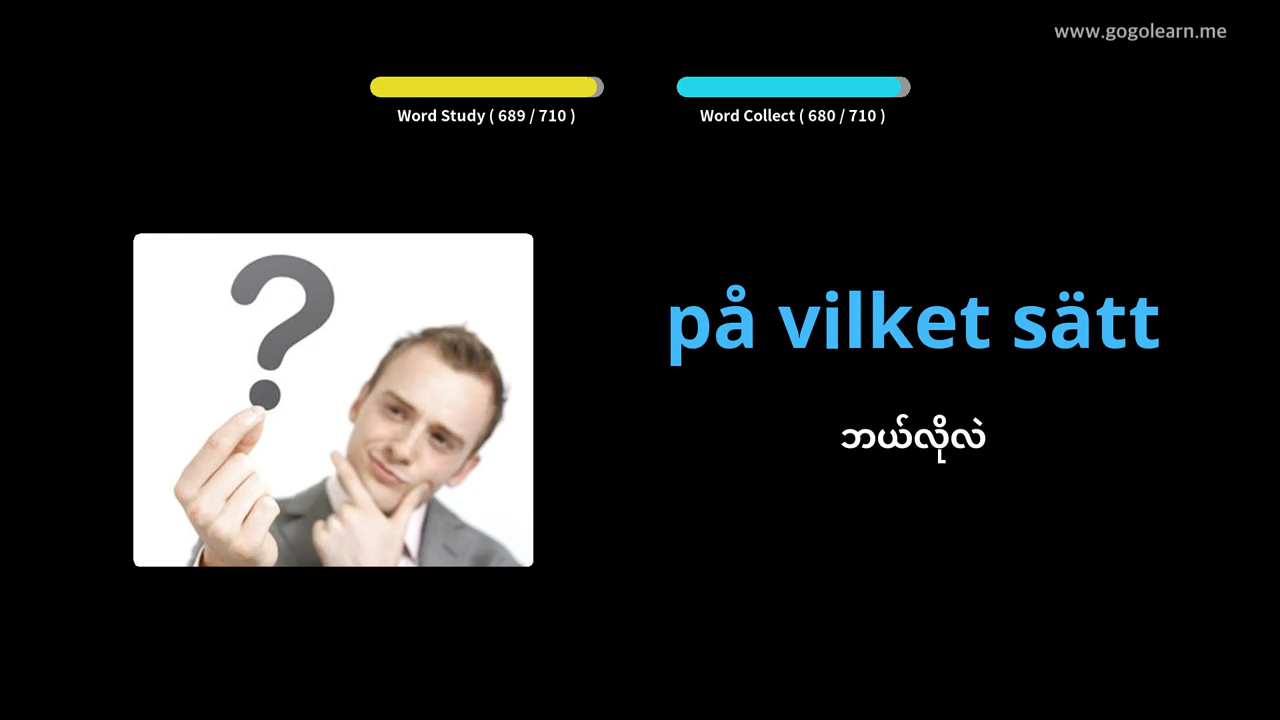 www.gogolearn.me
Word Study ( 689 / 710 )
Word Collect ( 680 / 710 )
på vilket sätt
ဘယ်လိုလဲ